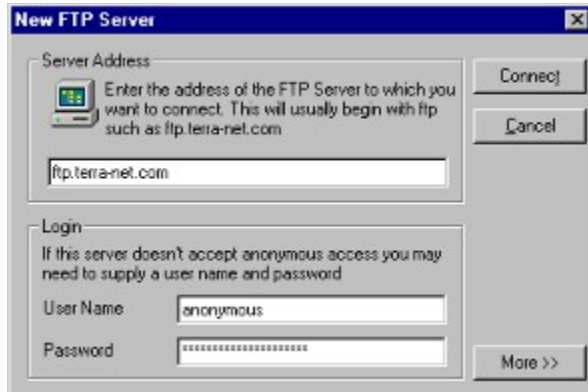 New FTP Server
Server Address
Enter the address of the FTP Server to which you
want to connect. This will usually begin with ftp
such as ftp.terra-net.com
Connect
Cancel
ftp.terra-net.com
Login
If this server doesn't accept anonymous access you may
need to supply a user name and password
User Name
anonymous
Password
*********************
More >>